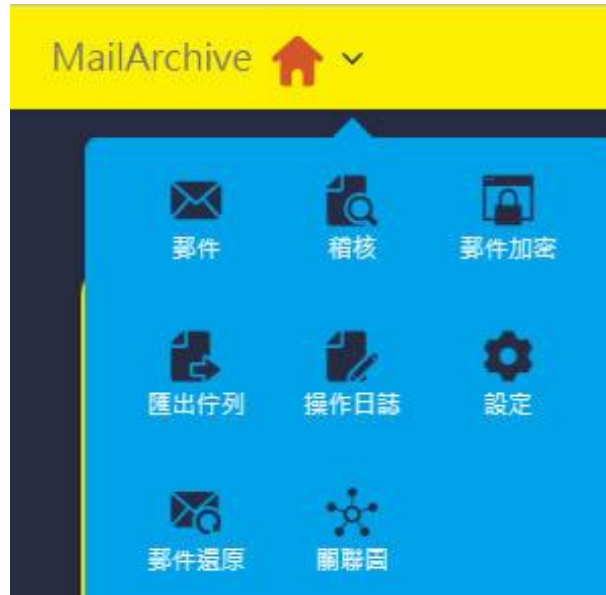 MailArchive
郵件
稽核
郵件加密
匯出佇列
操作日誌
設定
郵件還原
關聯圖